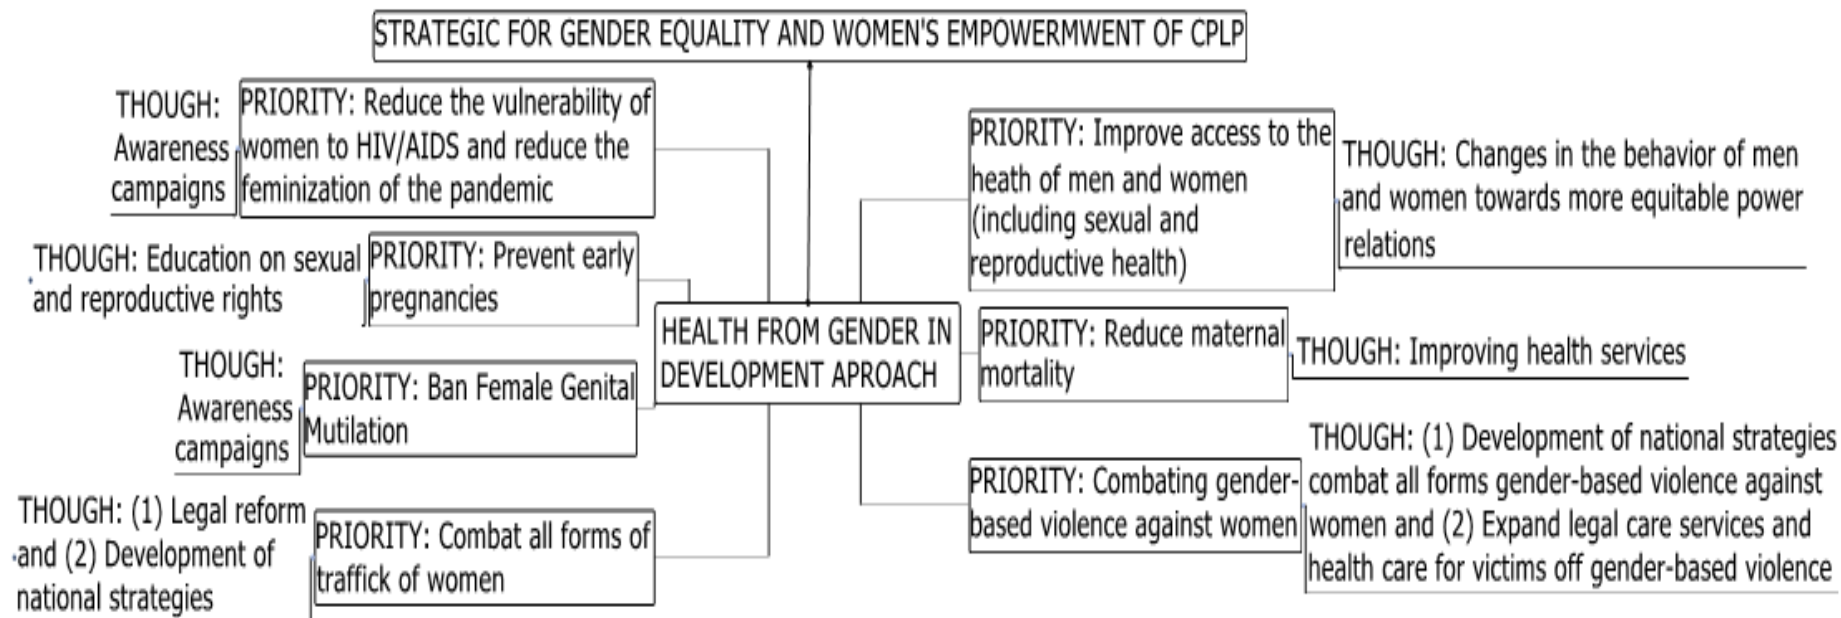 STRATEGIC FOR GENDER EQUALITY AND WOMEN'S EMPOWERMWENT OF CPLP
THOUGH:
Awareness
campaigns
PRIORITY: Reduce the vulnerability of
women to HIV/AIDS and reduce the
feminization of the pandemic
THOUGH: Education on sexual
and reproductive rights
PRIORITY: Prevent early
pregnancies
THOUGH:
Awareness
campaigns
PRIORITY: Ban Female Genital
Mutilation
THOUGH: (1) Legal reform
and (2) Development of
national strategies
PRIORITY: Combat all forms of
traffick of women
HEALTH FROM GENDER IN
DEVELOPMENT APROACH
PRIORITY: Improve access to the
heath of men and women
(including sexual and
reproductive health)
THOUGH: Changes in the behavior of men
and women towards more equitable power
relations
PRIORITY: Reduce maternal
mortality
THOUGH: Improving health services
PRIORITY: Combating gender-
based violence against women
THOUGH: (1) Development of national strategies
combat all forms gender-based violence against
women and (2) Expand legal care services and
health care for victims off gender-based violence